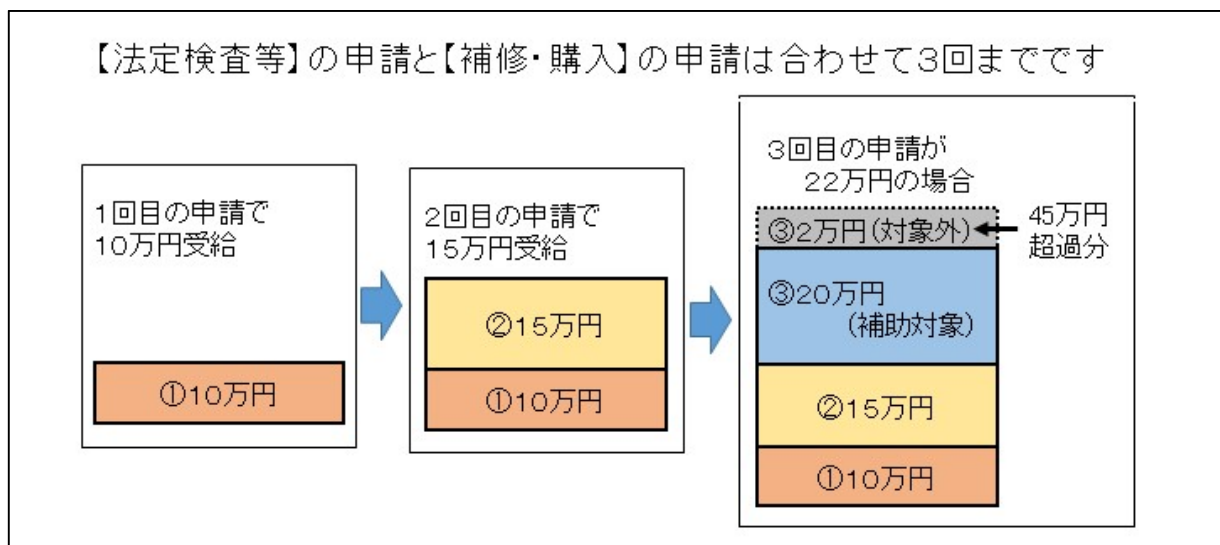 【法定検査等】の申請と【補修・購入】の申請は合わせて３回までです
１回目の申請で
１０万円受給
①１０万円
２回目の申請で
１５万円受給
②１５万円
①１０万円
３回目の申請が
２２万円の場合
③２万円（対象外）
４５万円
超過分
③２０万円
（補助対象）
②１５万円
①１０万円